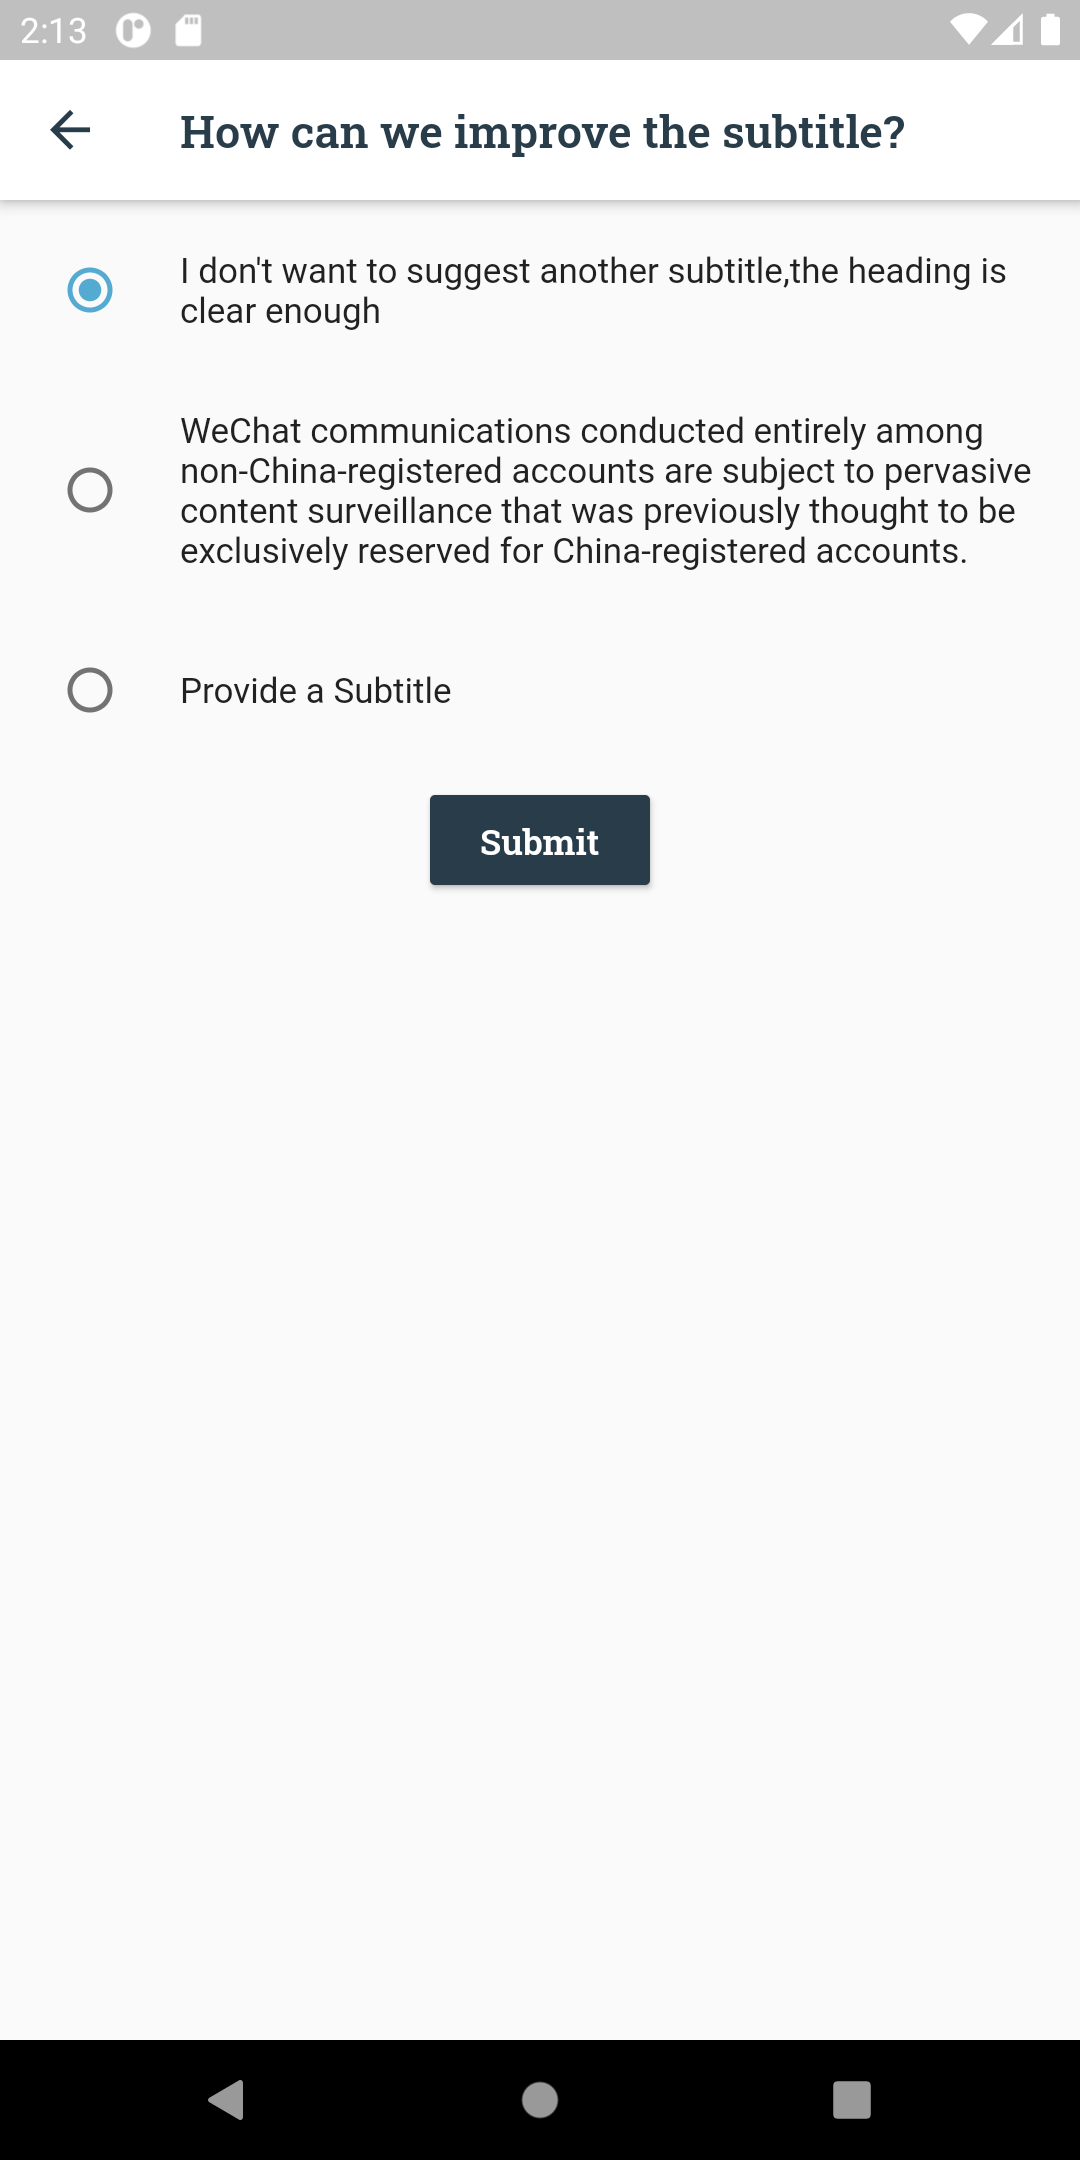 2:13
How can we improve the subtitle?
I don't want to suggest another subtitle,the heading is
clear enough
WeChat communications conducted entirely among
non-China-registered accounts are subject to pervasive
content surveillance that was previously thought to be
exclusively reserved for China-registered accounts.
Provide a Subtitle
Submit